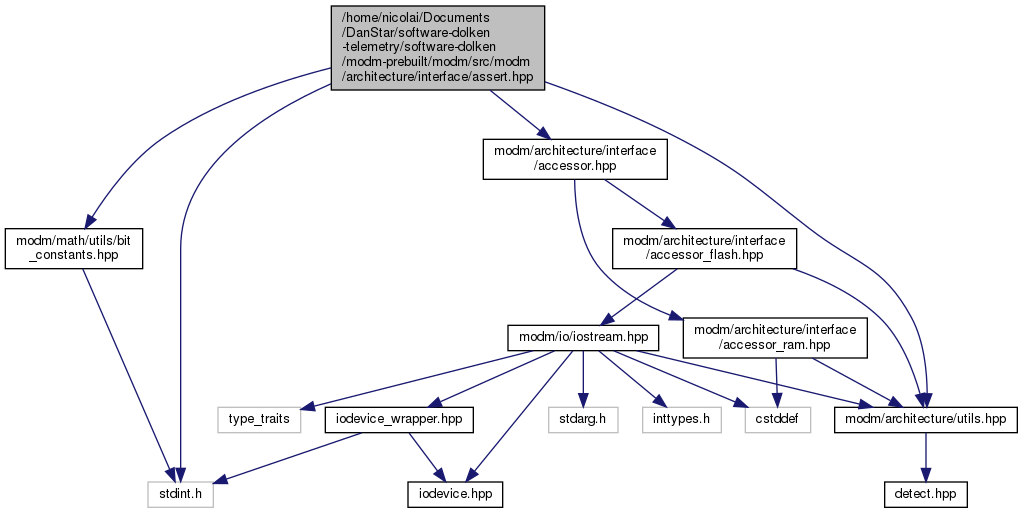 /home/nicolai/Documents
/DanStar/software-dolken
-telemetry/software-dolken
/modm-prebuilt/modm/src/modm
/architecture/interface/assert.hpp
modm/architecture/interface
/accessor.hpp
modm/math/utils/bit
_constants.hpp
modm/architecture/interface
/accessor_flash.hpp
modm/io/iostream.hpp
modm/architecture/interface
/accessor_ram.hpp
type_traits
iodevice_wrapper.hpp
stdarg.h
inttypes.h
cstddef
modm/architecture/utils.hpp
stdint.h
iodevice.hpp
detect.hpp